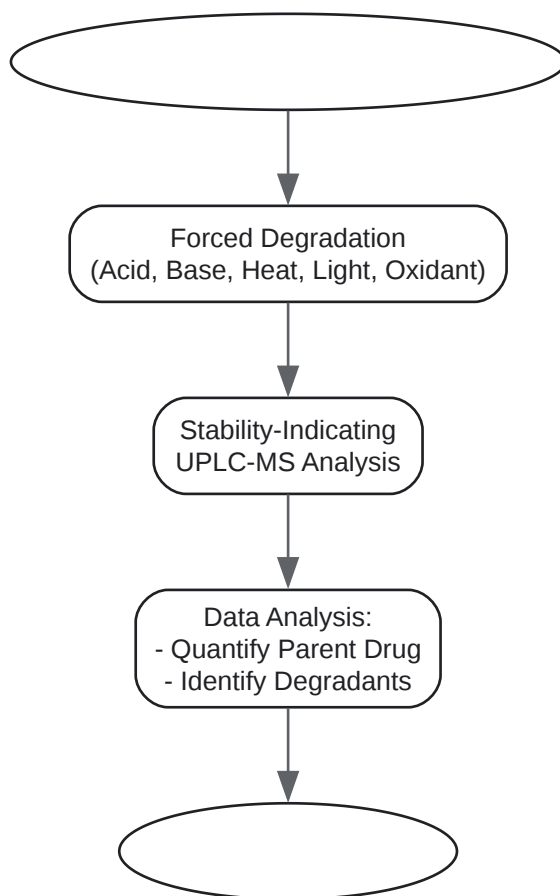 Forced Degradation
(Acid, Base, Heat, Light, Oxidant)
Stability-Indicating
UPLC-MS Analysis
Data Analysis:
- Quantify Parent Drug
- Identify Degradants